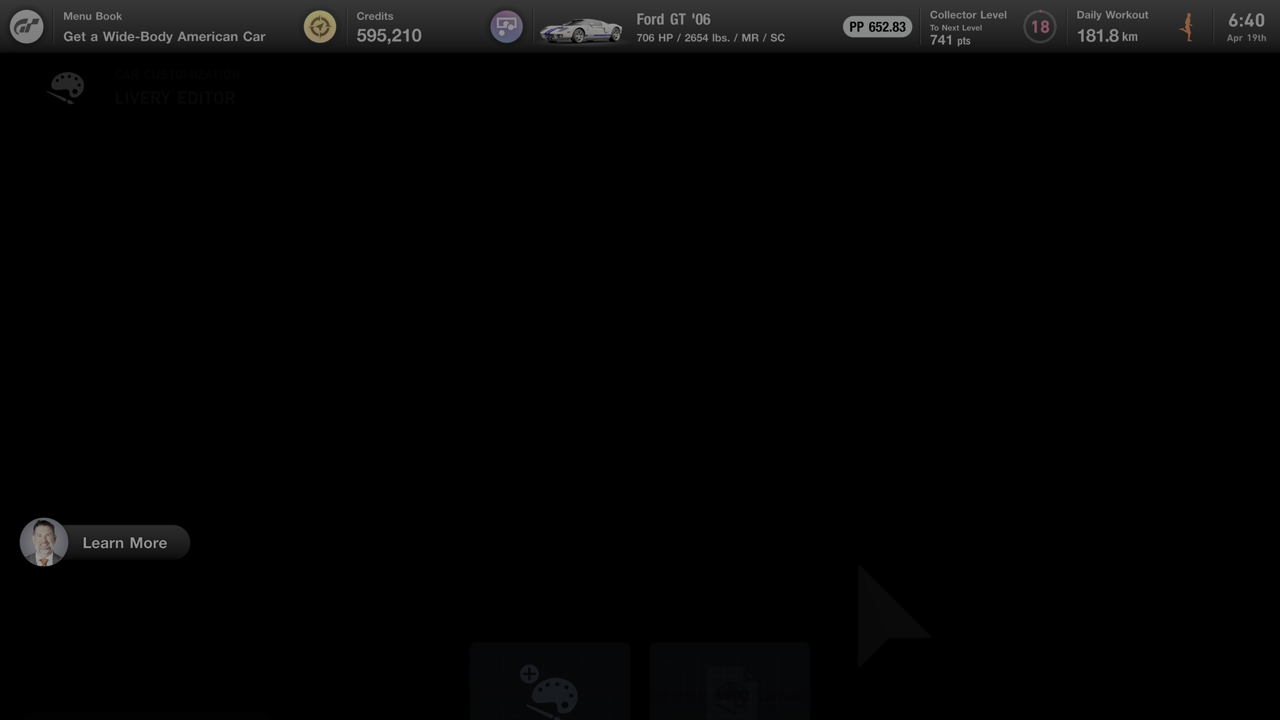 Menu Book
Get a Wide-Body American Car
Credits
595,210
Ford GT '06
706 HP / 2654 lbs. / MR / SC
PP 652.83
Collector Level
To Next Level
741 pts
18
Daily Workout
181.8 km
6:40
Apr 19th
CAR CUSTOMIZATION
LIVERY EDITOR
Learn More